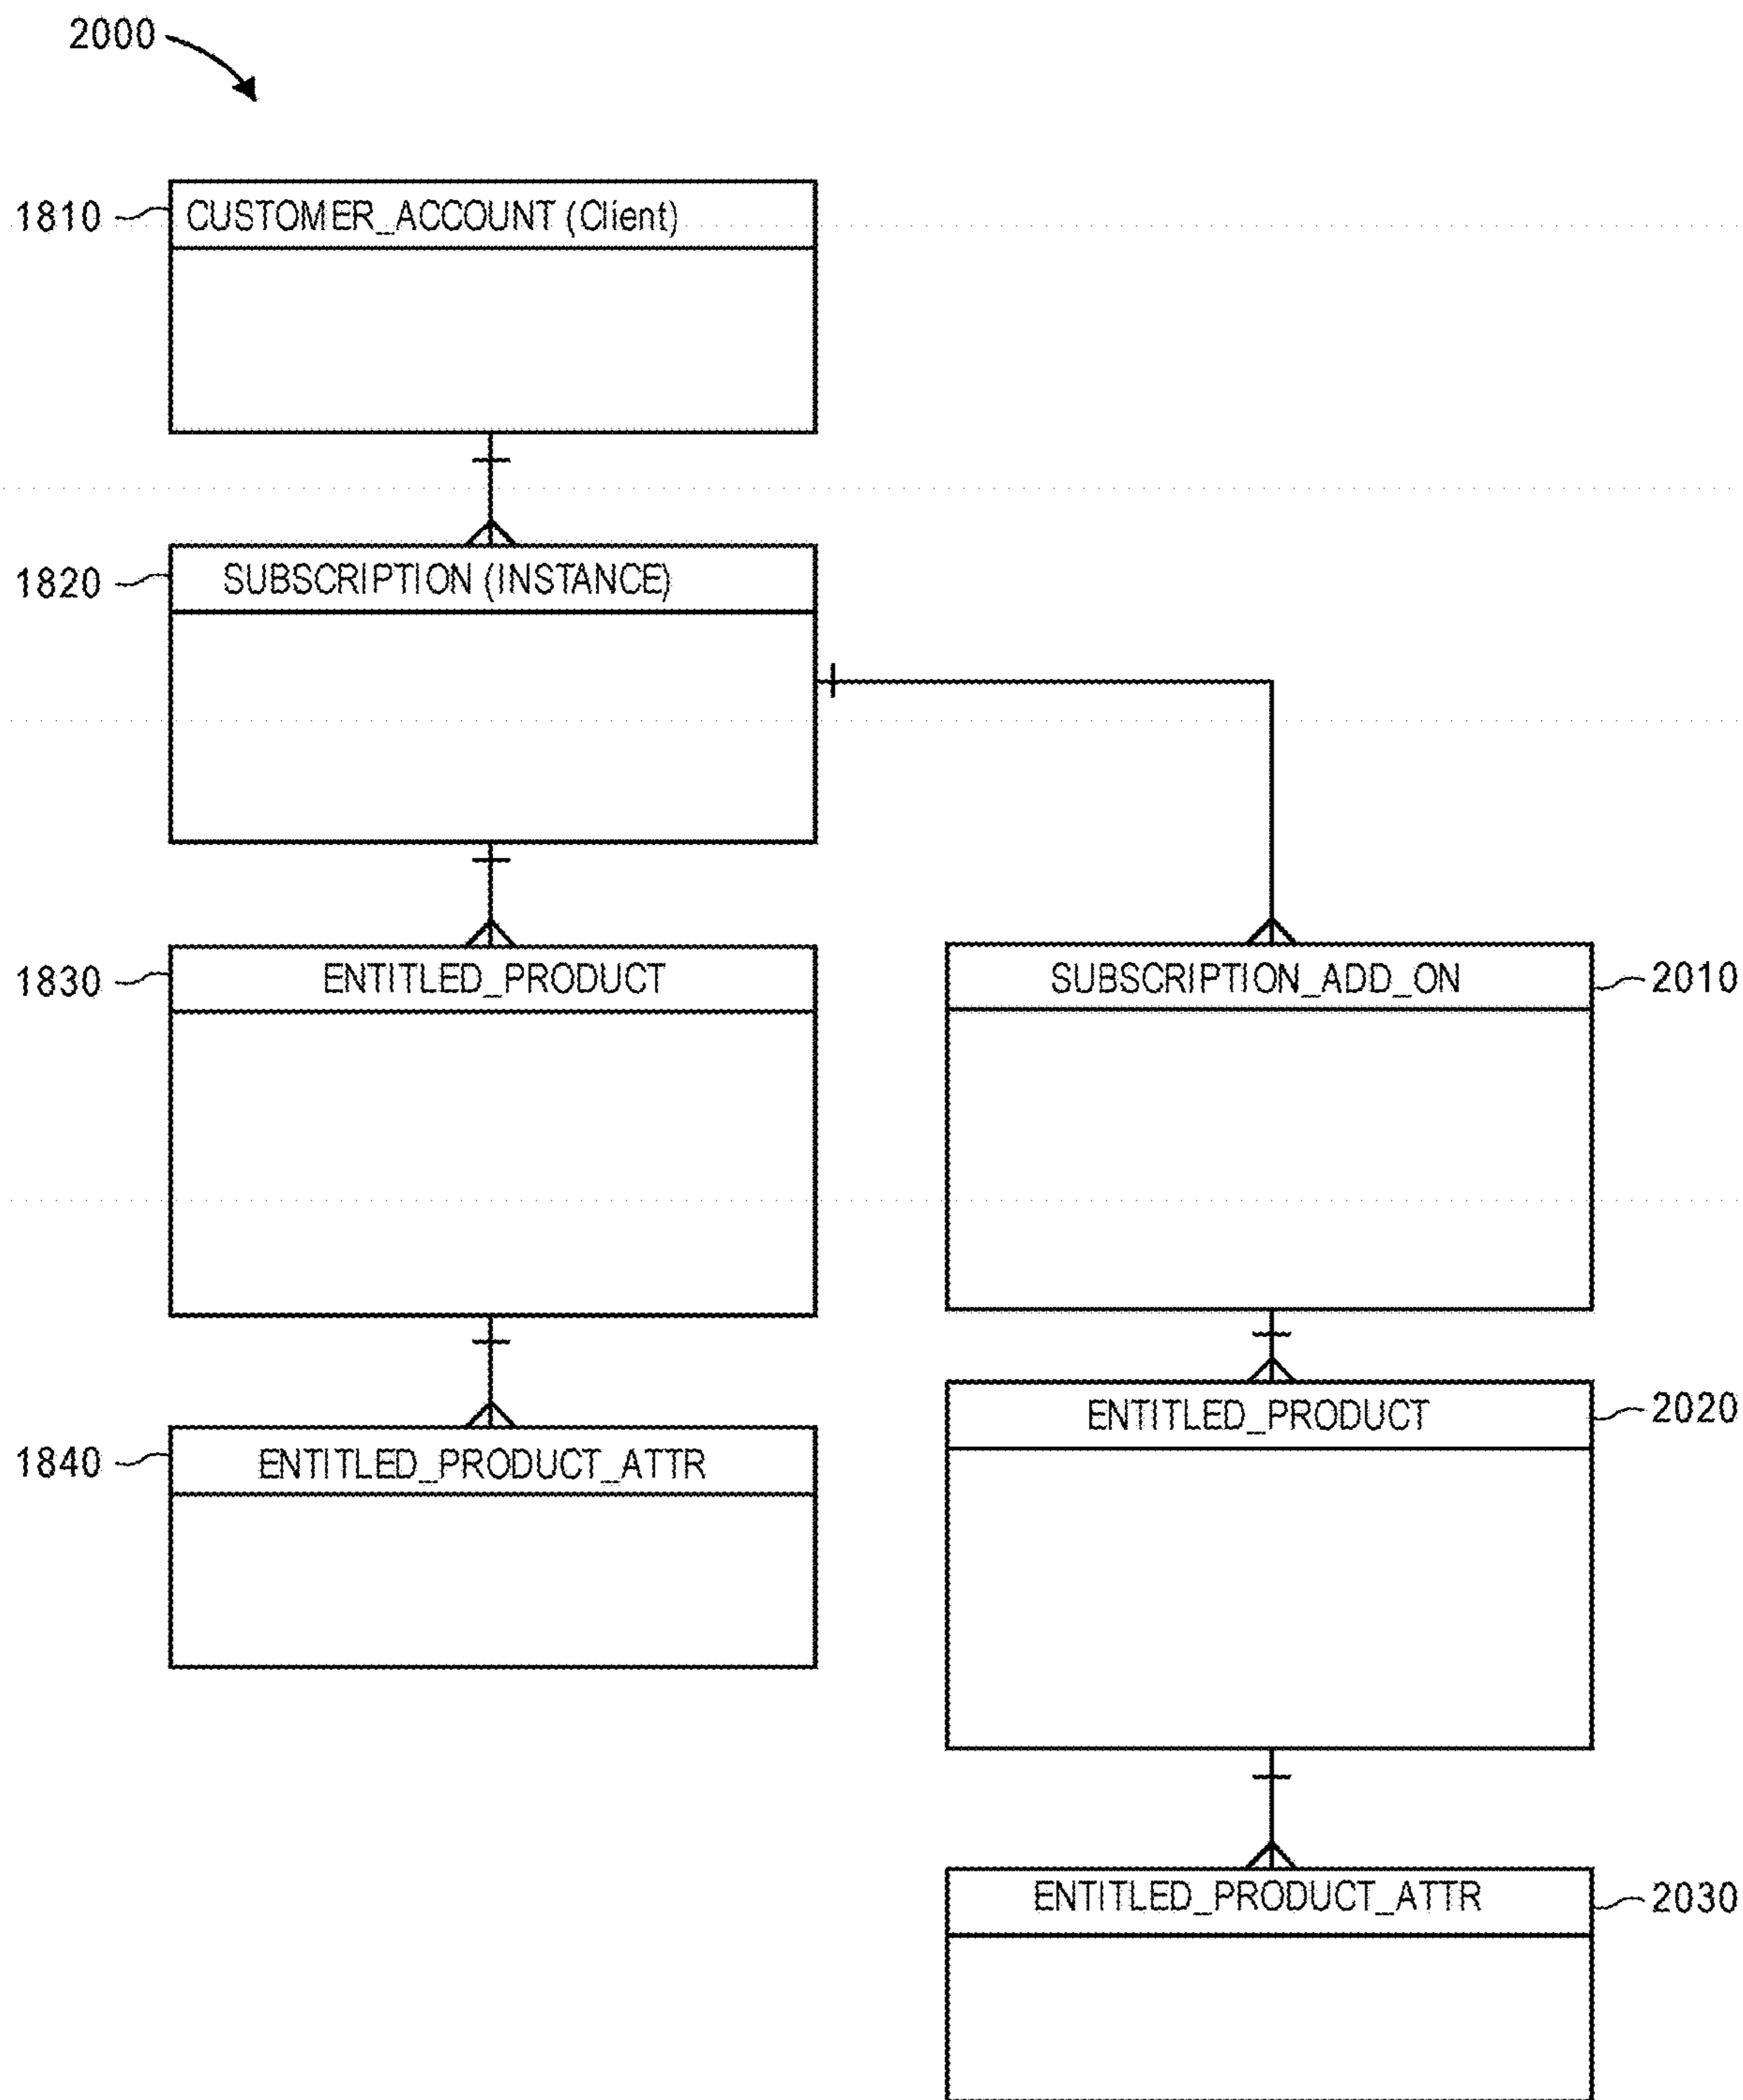 2000
1810
CUSTOMER_ACCOUNT (Client)
1820
SUBSCRIPTION (INSTANCE)
1830
ENTITLED_PRODUCT
SUBSCRIPTION_ADD_ON
2010
ENTITLED_PRODUCT
2020
1840
ENTITLED_PRODUCT_ATTR
ENTITLED_PRODUCT_ATTR
2030